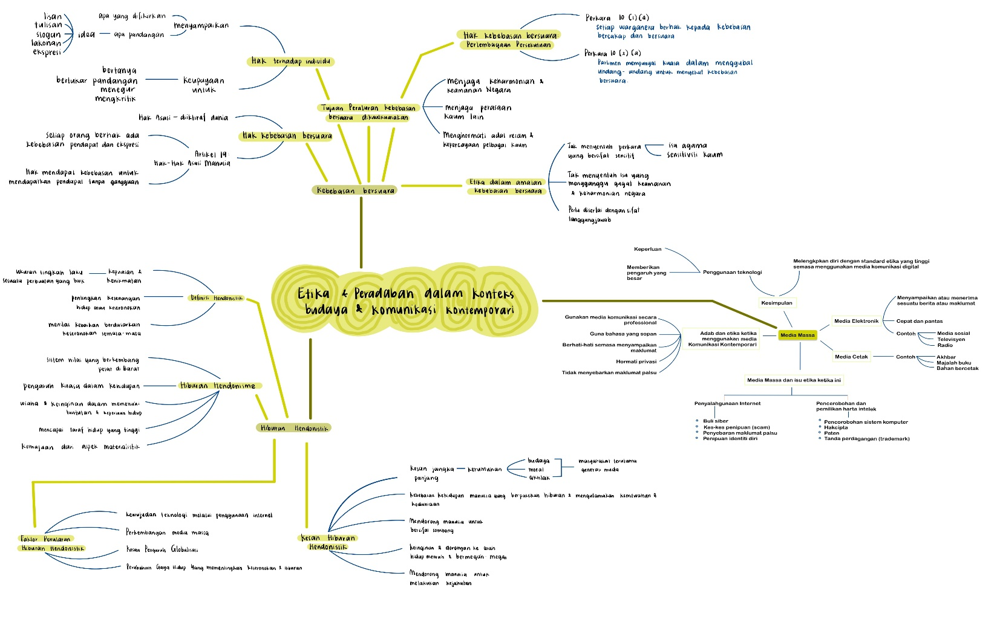 Etika & Peradaban dalam konteks
budaya & komunikasi kontemporari
Kebebasan bersuara
Hak terhadap individu
menyampaikan
apa yang difikirkan
apa pandangan
idea
lisan
tulisan
slogan
lakonan
ekspresi
keupayaan
untuk
bertanya
bertukar pandangan
menegur
mengkritik
Hak kebebasan bersuara
Hak Asasi - diiktiraf dunia
Artikel 19:
Hak-Hak Asasi Manusia
Setiap orang berhak ada
kebebasan pendapat dan ekspresi
Hak mendapat kebebasan untuk
mendapatkan pendapat tanpa gangguan
Tujuan Peraturan Kebebasan
bersuara dikuatkuasakan
menjaga keharmonian &
keamanan Negara
menjaga perasaan
kaum lain
Menghormati adat resam &
kepercayaan pelbagai kaum
Hak kebebasan bersuara:
Perlembagaan Persekutuan
Perkara 10 (1) (a)
setiap warganera berhak kepada kebebasan
bercakap dan bersuara
Perkara 10 (2) (a)
Parlimen mempunyai kuasa dalam menggubal
undang-undang untuk menyekat kebebasan
bersuara.
Etika dalam amalan
kebebasan bersuara
Tak menyentuh perkara
yang bersifat sensitif
isu agama
sensitiviti kaum
Tak menyentuh isu yang
mengganggu gugat keamanan
& keharmonian negara
Perlu disertai dengan sifat
tanggungjawab
Media Massa
Kesimpulan
Penggunaan teknologi
Keperluan
Memberikan
pengaruh yang
besar
Melengkpkan diri dengan standard etika yang tinggi
semasa menggunakan media komunikasi digital
Media Elektronik
Menyampaikan atau menerima
sesuatu berita atau maklumat
Cepat dan pantas
Contoh
Media sosial
Televisyen
Radio
Media Cetak
Contoh
Akhbar
Majalah buku
Bahan bercetak
Adab dan etika ketika
menggunakan media
Komunikasi Kontemporari
Gunakan media komunikasi secara
professional
Guna bahasa yang sopan
Berhati-hati semasa menyampaikan
maklumat
Hormati privasi
Tidak menyebarkan maklumat palsu
Media Massa dan isu etika ketika ini
Penyalahgunaan Internet
Buli siber
Kes-kes penipuan (scam)
Penyebaran maklumat palsu
Penipuan identiti diri
Pencerobohan dan
pemilikan harta intelek
Pencorobohan sistem komputer
Hakcipta
Paten
Tanda perdagangan (trademark)
Hiburan Hendonistik
Definisi Hendonistik
kepuasan &
kenikmatan
ukuran tingkah laku
sesuatu perbuatan yang baik
pentingkan kesenangan
hidup atau keseronokan
menilai kebaikan berdasarkan
keseronokan semata-mata
Hiburan Hendonisme
sistem nilai yang berkembang
pesat di Barat
pengaruh kuasa dalam kehidupan
usaha & keinginan dalam memenuhi
tuntutan & keperluan hidup
mencapai taraf hidup yang tinggi
kemajuan dari aspek materialistik
Faktor Penularan
Hiburan Hendonistik
kewujudan teknologi melalui penggunaan internet
Perkembangan media massa
Kesan Pengaruh Globalisasi
Perubahan Gaya Hidup Yang mementingkan keseronokan & hiburan
Kesan Hiburan
Hendonistik
Kesan jangka
panjang
keruntuhan
budaya
moral
akhlak
masyarakat terutama
generasi muda
kebebasan kehidupan manusia yang berpaksikan hiburan & mengutamakan kemewahan &
keduniaan
Mendorong manusia untuk
bersifat sombong
keinginan & dorongan ke arah
hidup mewah & bermegah-megah
Mendorong manusia untuk
melakukan kejahatan